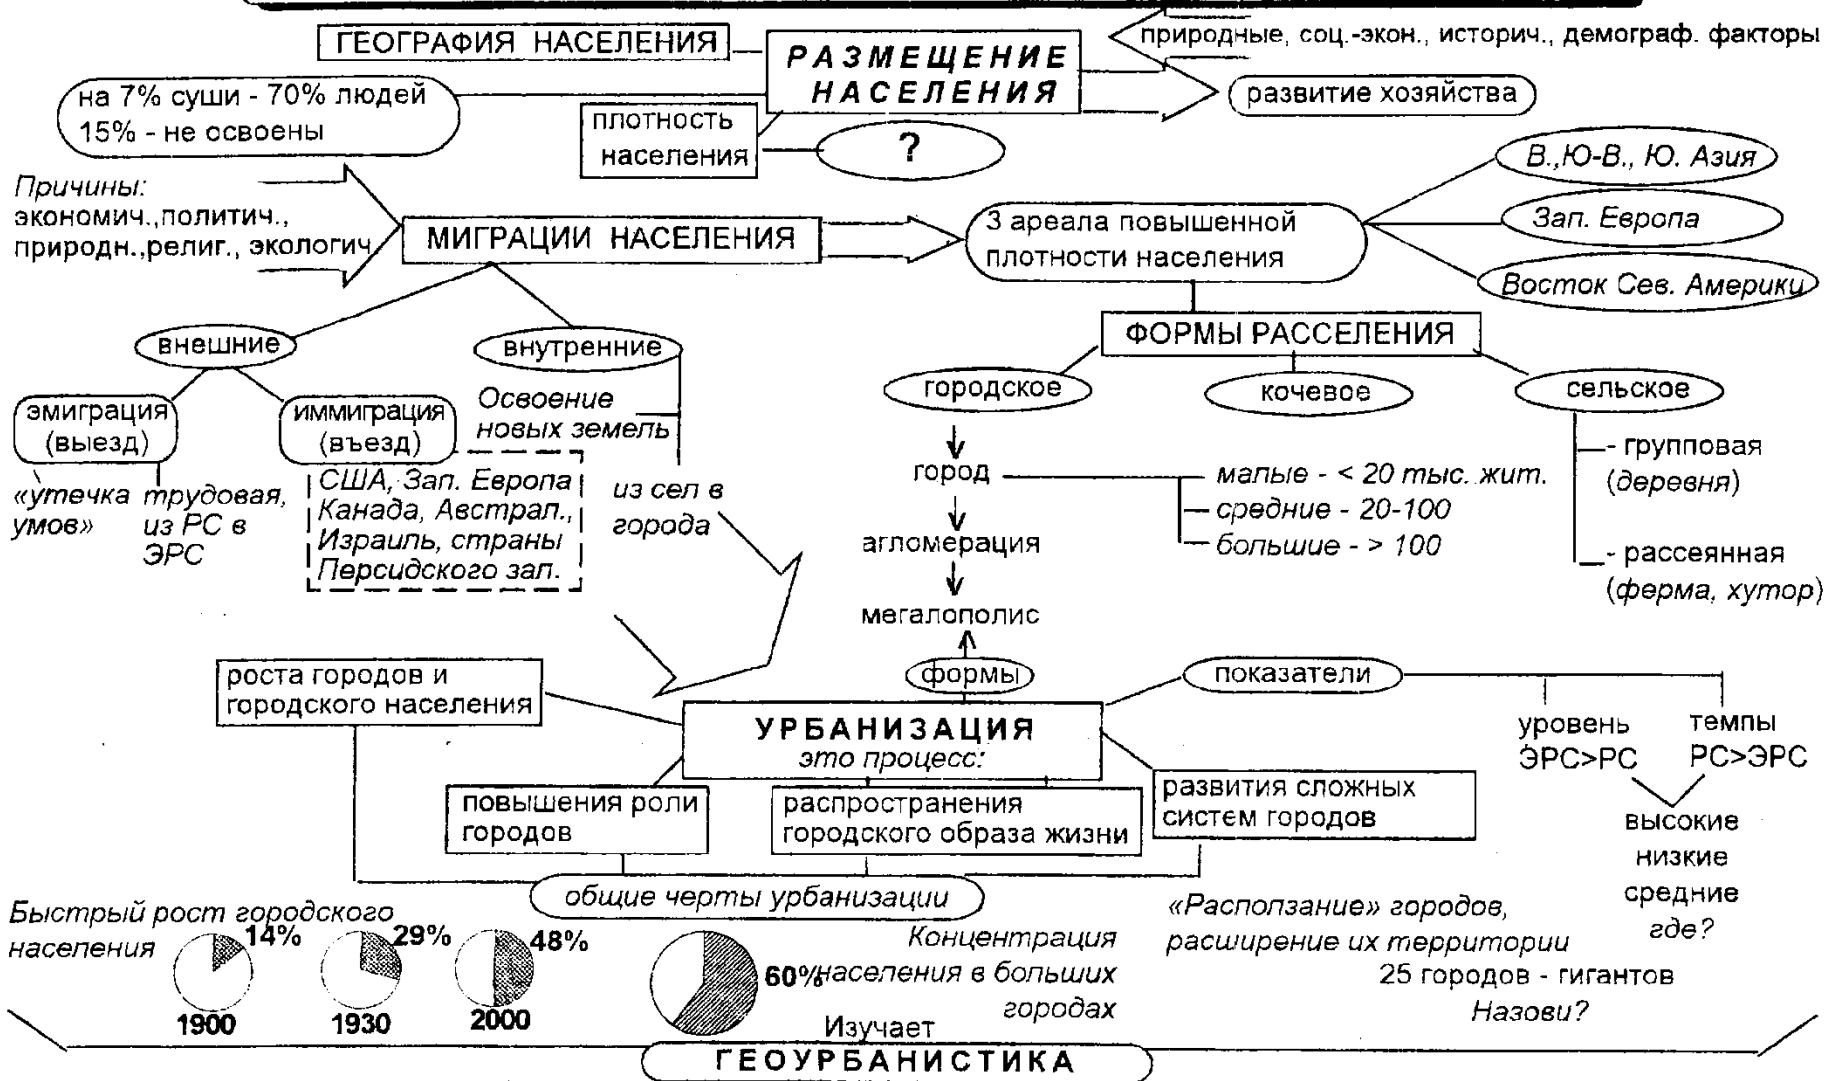 ГЕОГРАФИЯ НАСЕЛЕНИЯ
РАЗМЕЩЕНИЕ
НАСЕЛЕНИЯ
природные, соц.-экон., историч., демограф. факторы
на 7% суши - 70% людей
15% - не освоены
развитие хозяйства
плотность
населения
?
Причины:
экономич.,политич.,
природн.,религ., экологич.
МИГРАЦИИ НАСЕЛЕНИЯ
3 ареала повышенной
плотности населения
В.,Ю-В., Ю. Азия
Зап. Европа
Восток Сев. Америки
ФОРМЫ РАССЕЛЕНИЯ
внешние
внутренние
городское
кочевое
сельское
эмиграция
(выезд)
иммиграция
(въезд)
Освоение
новых земель
«утечка
умов»
трудовая,
из РС в
ЭРС
США, Зап. Европа
Канада, Австрал.,
Израиль, страны
Персидского зап.
из сел в
города
город
агломерация
мегалополис
малые - < 20 тыс. жит.
средние - 20-100
большие - > 100
- групповая
(деревня)
- рассеянная
(ферма, хутор)
формы
показатели
роста городов и
городского населения
УРБАНИЗАЦИЯ
это процесс:
уровень
ЭРС>РС
темпы
РС>ЭРС
повышения роли
городов
распространения
городского образа жизни
развития сложных
систем городов
высокие
низкие
средние
где?
общие черты урбанизации
Быстрый рост городского
населения
14%
29%
48%
1900
1930
2000
60%
Концентрация
населения в больших
городах
«Расползание» городов,
расширение их территории
25 городов - гигантов
Назови?
Изучает
ГЕОУРБАНИСТИКА